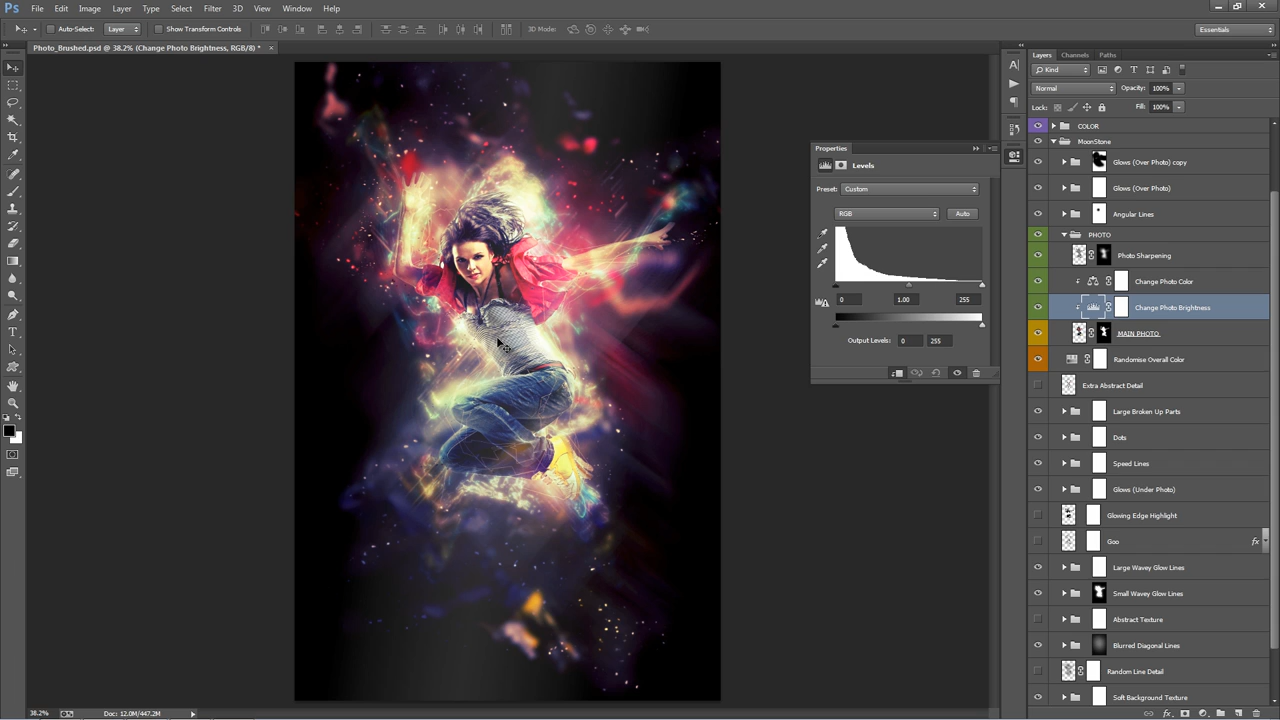 Ps File Edit Image Layer Type Select Filter 3D View Window Help
Auto-Select: Layer Show Transform Controls 3D Mode: Essentials
Photo_Brushed.psd @ 38.2% (Change Photo Brightness, RGB/8) * ×
Properties
Levels
Preset: Custom
RGB Auto
0 1.00 255
Output Levels: 0 255
Layers Channels Paths
Kind
Normal Opacity: 100%
Lock: Fill: 100%
COLOR
MoonStone
Glows (Over Photo) copy
Glows (Over Photo)
Angular Lines
PHOTO
Photo Sharpening
Change Photo Color
Change Photo Brightness
MAIN PHOTO
Randomise Overall Color
Extra Abstract Detail
Large Broken Up Parts
Dots
Speed Lines
Glows (Under Photo)
Glowing Edge Highlight
Goo fx
Large Wavey Glow Lines
Small Wavey Glow Lines
Abstract Texture
Blurred Diagonal Lines
Random Line Detail
Soft Background Texture
38.2% Doc: 12.0M/447.2M
fx